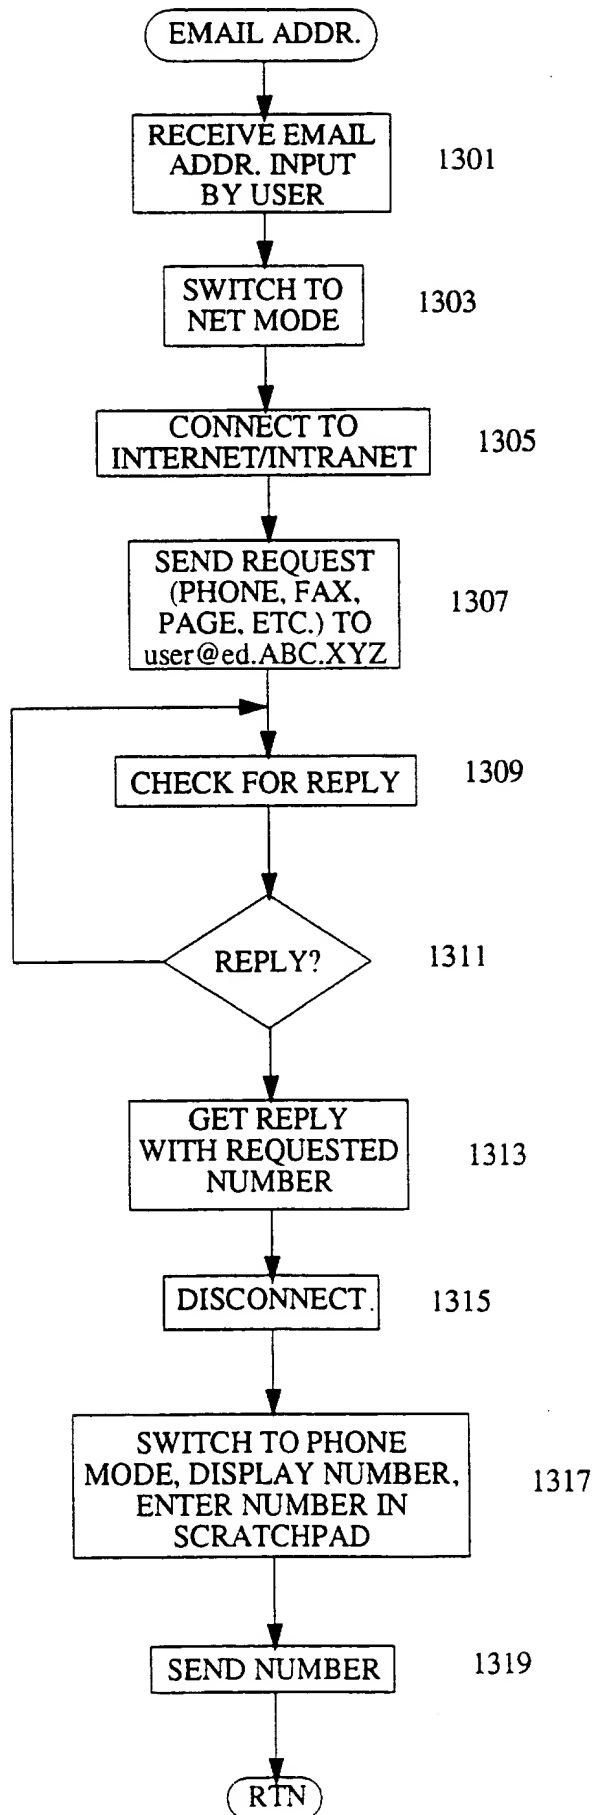 EMAIL ADDR.
RECEIVE EMAIL
ADDR. INPUT
BY USER
1301
SWITCH TO
NET MODE
1303
CONNECT TO
INTERNET/INTRANET
1305
SEND REQUEST
(PHONE, FAX,
PAGE, ETC.) TO
user@ed.ABC.XYZ
1307
CHECK FOR REPLY
1309
REPLY?
1311
GET REPLY
WITH REQUESTED
NUMBER
1313
DISCONNECT
1315
SWITCH TO PHONE
MODE, DISPLAY NUMBER,
ENTER NUMBER IN
SCRATCHPAD
1317
SEND NUMBER
1319
RTN